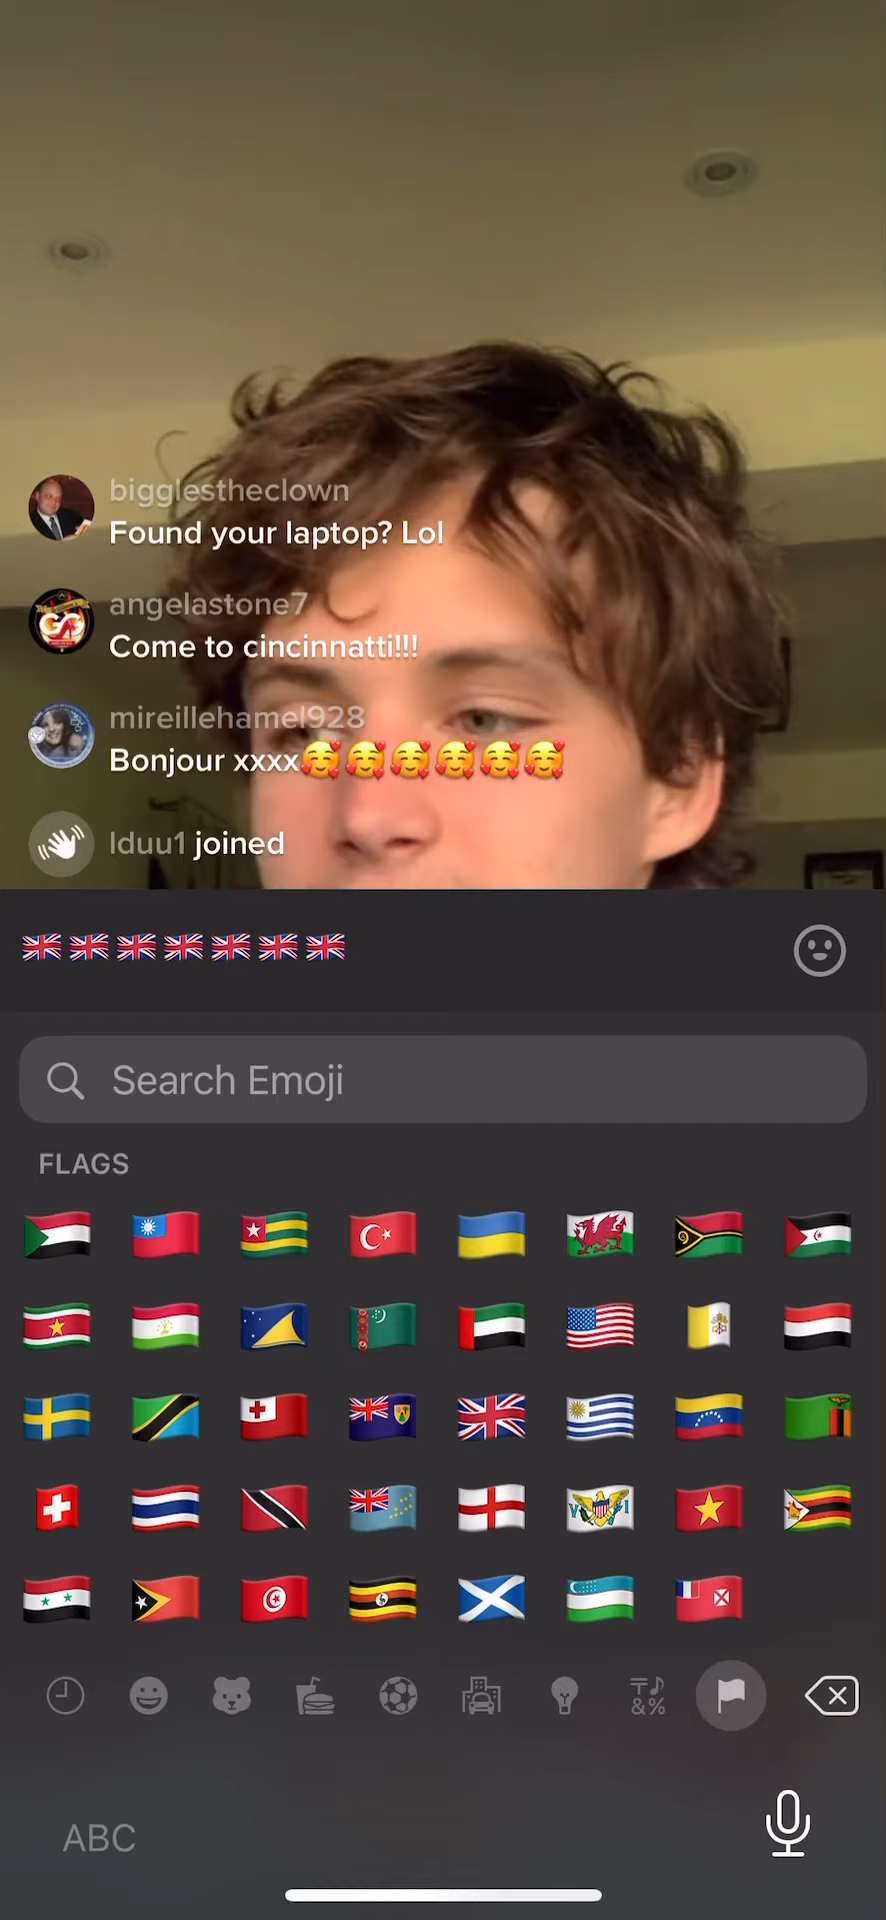 bigglestheclown
Found your laptop? Lol
angelastone7
Come to cincinnatti!!!
mireillehamel928
Bonjour xxxx🥰🥰🥰🥰🥰🥰
lduu1 joined
🇬🇧🇬🇧🇬🇧🇬🇧🇬🇧🇬🇧🇬🇧
Search Emoji
FLAGS
ABC